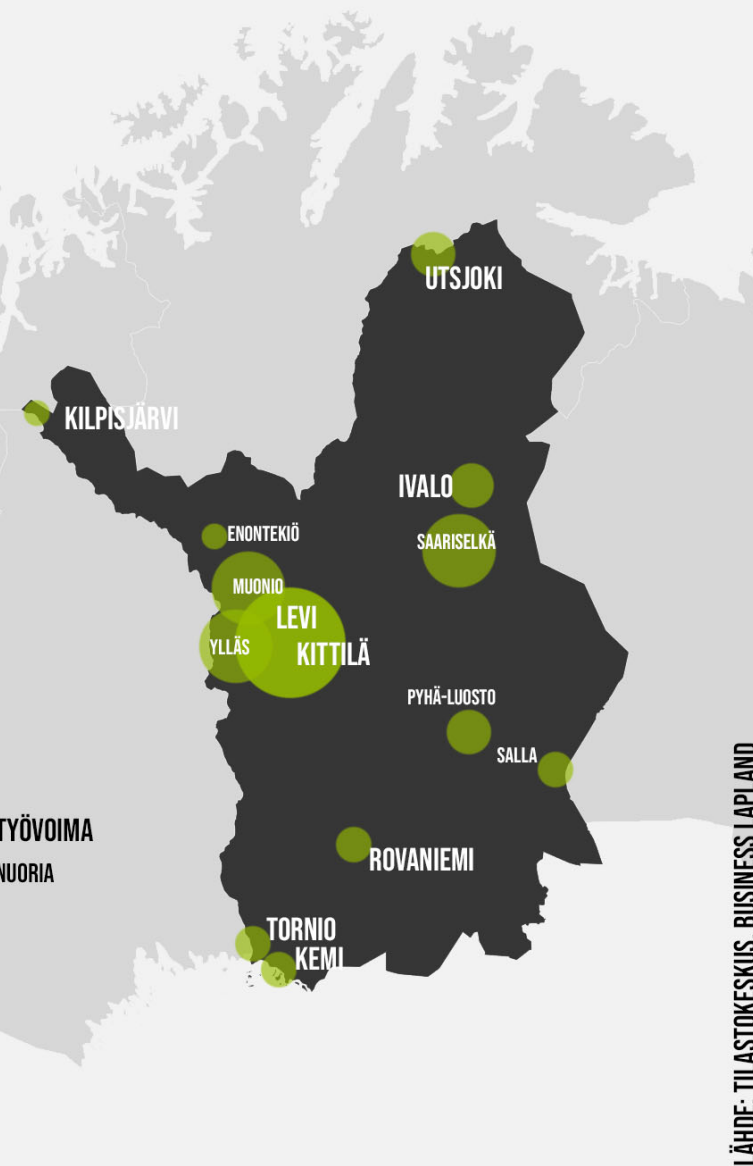 UTSJOKI
KILPISJÄRVI
IVALO
ENONTEKIÖ
SAARISELKÄ
MUONIO
LEVI
YLLÄS
KITTILÄ
PYHÄ-LUOSTO
SALLA
TYÖVOIMA
ROVANIEMI
NUORIA
TORNIO
KEMI
LÄHDE: TILASTOKESKUS, BUSINESS LAPLAND